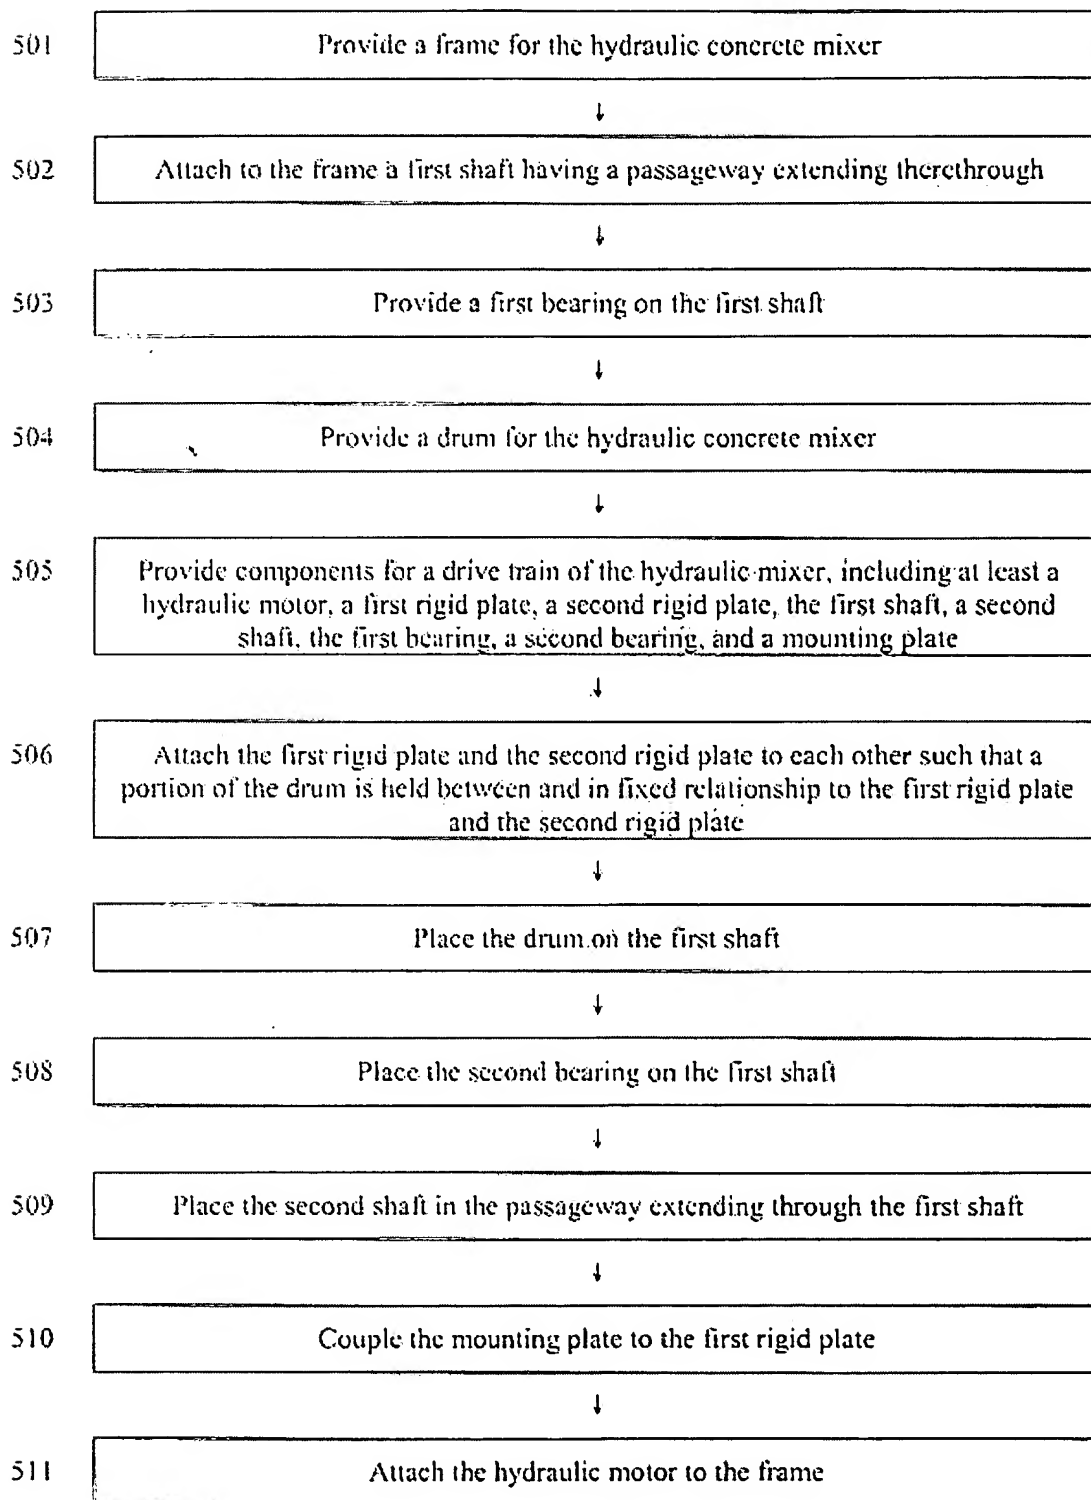 501 Provide a frame for the hydraulic concrete mixer
↓
502 Attach to the frame a first shaft having a passageway extending therethrough
↓
503 Provide a first bearing on the first shaft
↓
504 Provide a drum for the hydraulic concrete mixer
↓
505 Provide components for a drive train of the hydraulic mixer, including at least a
hydraulic motor, a first rigid plate, a second rigid plate, the first shaft, a second
shaft, the first bearing, a second bearing, and a mounting plate
↓
506 Attach the first rigid plate and the second rigid plate to each other such that a
portion of the drum is held between and in fixed relationship to the first rigid plate
and the second rigid plate
↓
507 Place the drum on the first shaft
↓
508 Place the second bearing on the first shaft
↓
509 Place the second shaft in the passageway extending through the first shaft
↓
510 Couple the mounting plate to the first rigid plate
↓
511 Attach the hydraulic motor to the frame